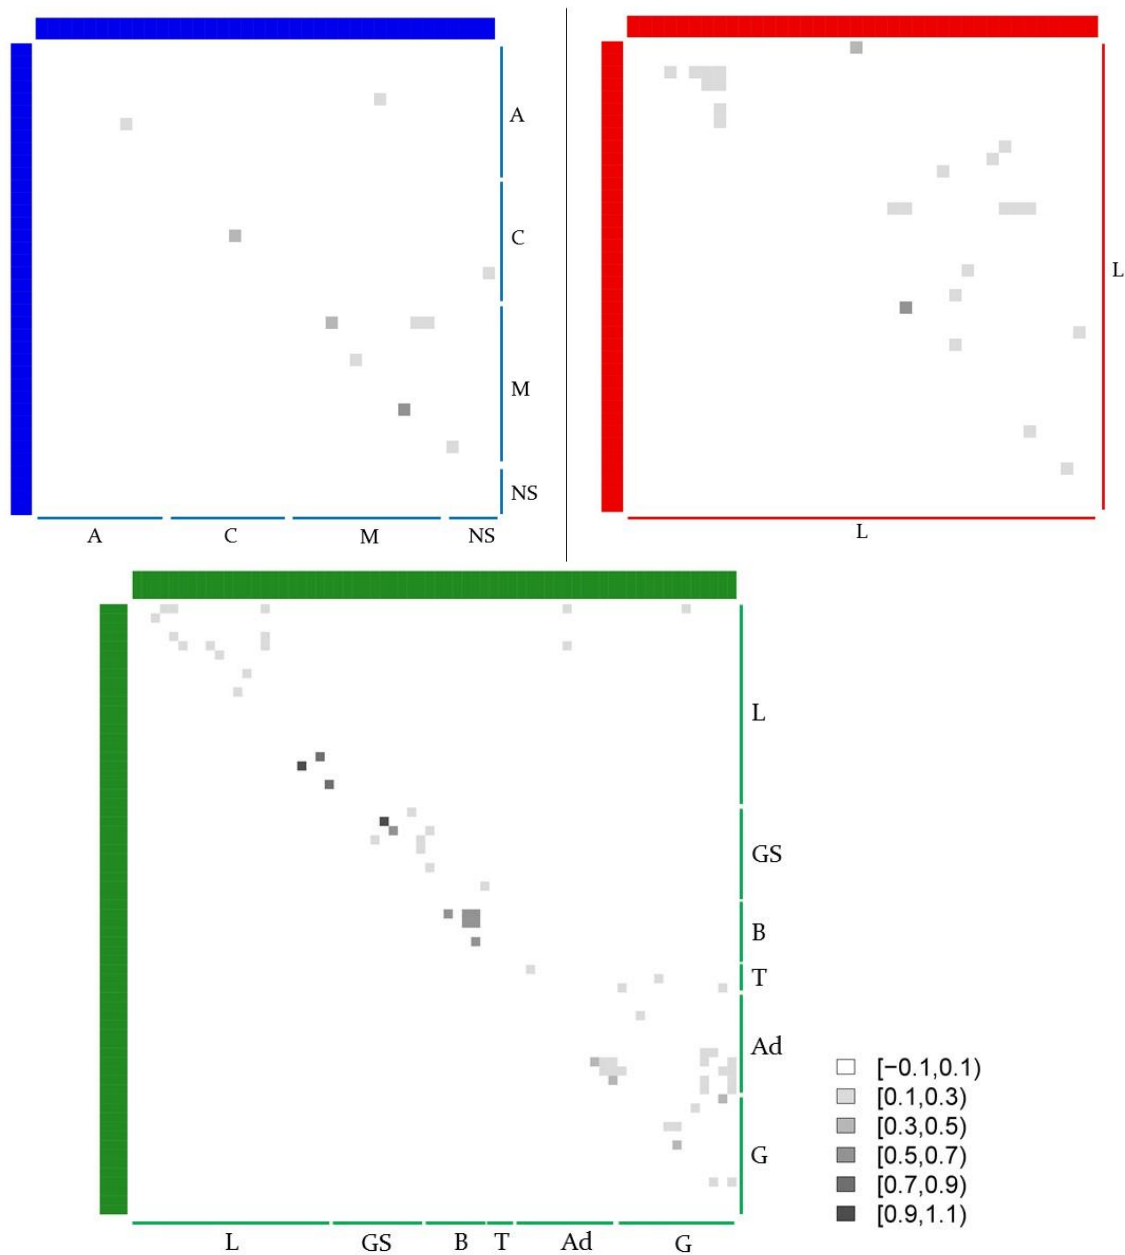 A
C
M
NS
A C M NS
L
L
L
GS
B
T
Ad
G
L GS B T Ad G
[−0.1,0.1)
[0.1,0.3)
[0.3,0.5)
[0.5,0.7)
[0.7,0.9)
[0.9,1.1)